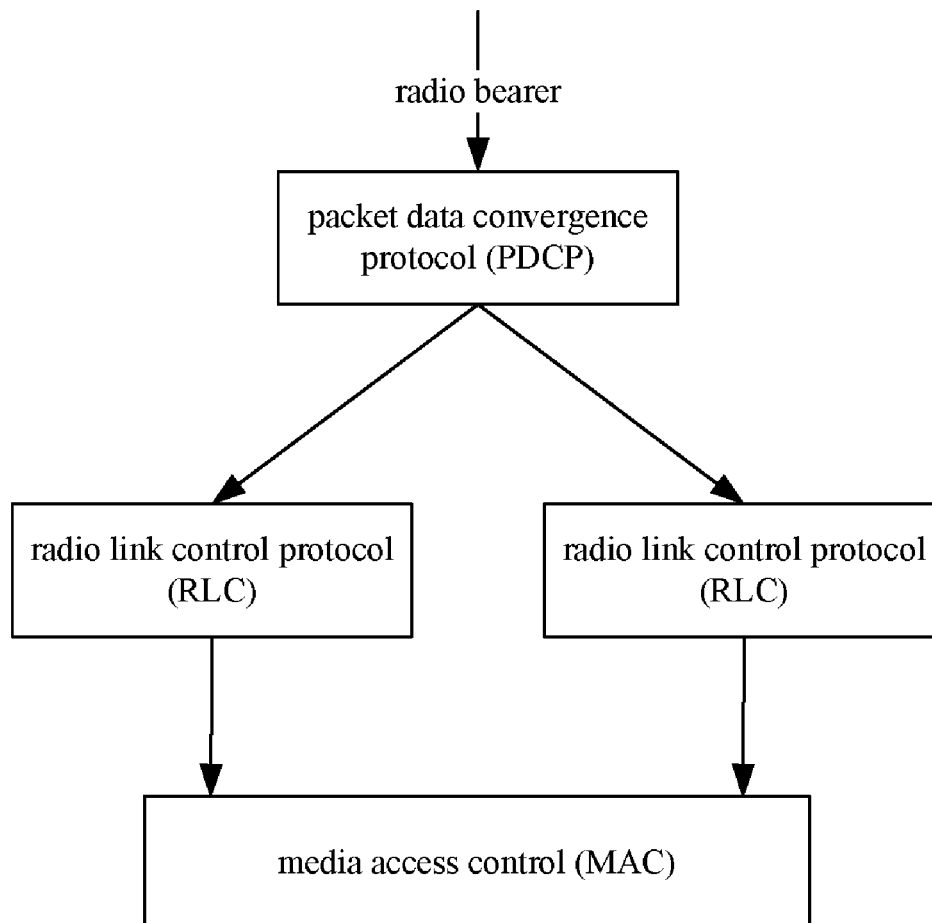 radio bearer
packet data convergence
protocol (PDCP)
radio link control protocol
(RLC)
radio link control protocol
(RLC)
media access control (MAC)